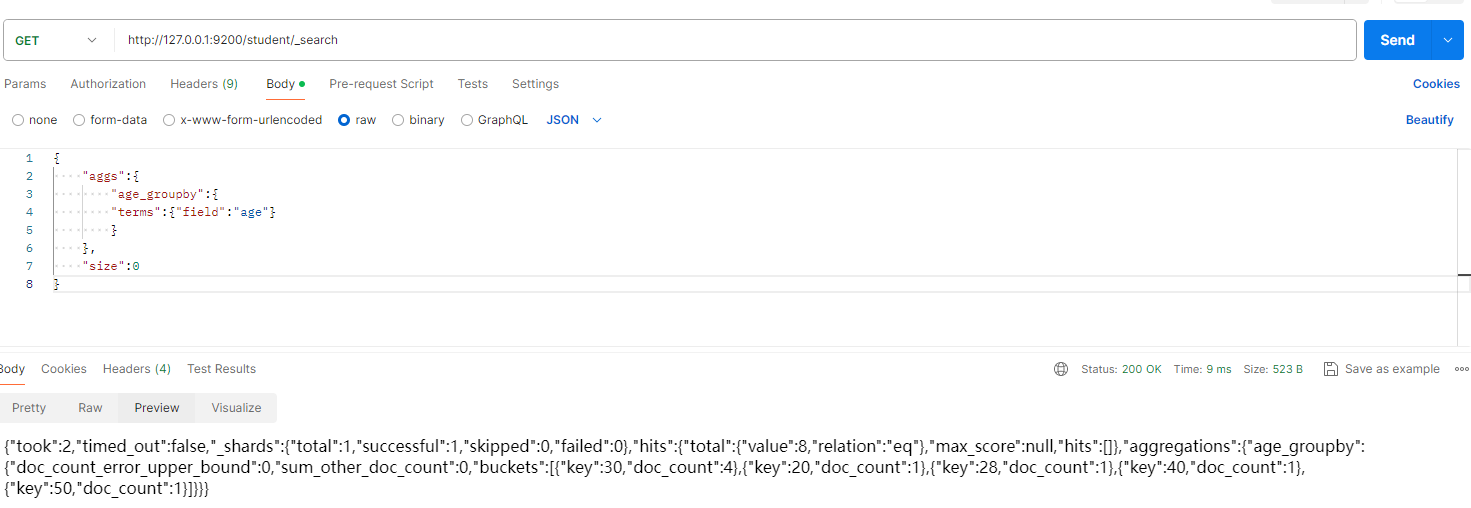 GET http://127.0.0.1:9200/student/_search Send
Params Authorization Headers (9) Body Pre-request Script Tests Settings Cookies
none form-data x-www-form-urlencoded raw binary GraphQL JSON Beautify
1 {
2 ····"aggs":{
3 ········"age_groupby":{
4 ········"terms":{"field":"age"}
5 ········}
6 ····},
7 ····"size":0
8 }
Body Cookies Headers (4) Test Results Status: 200 OK Time: 9 ms Size: 523 B Save as example
Pretty Raw Preview Visualize
{"took":2,"timed_out":false,"_shards":{"total":1,"successful":1,"skipped":0,"failed":0},"hits":{"total":{"value":8,"relation":"eq"},"max_score":null,"hits":[]},"aggregations":{"age_groupby":
{"doc_count_error_upper_bound":0,"sum_other_doc_count":0,"buckets":[{"key":30,"doc_count":4},{"key":20,"doc_count":1},{"key":28,"doc_count":1},{"key":40,"doc_count":1},
{"key":50,"doc_count":1}]}}}